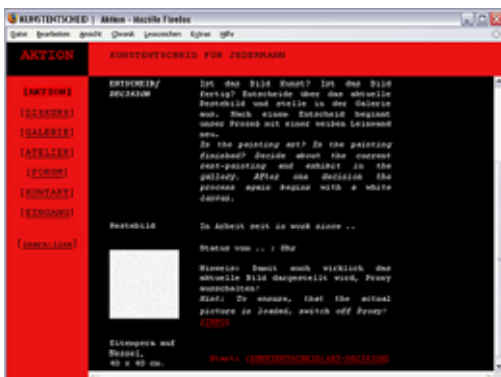 KUNSTENTSCHEID | Aktion - Mozilla Firefox
Datei Bearbeiten Ansicht Chronik Lesezeichen Extras Hilfe
AKTION
KUNSTENTSCHEID FÜR JEDERMANN
[AKTION]
[DISKURS]
[GALERIE]
[ATELIER]
[FORUM]
[KONTAKT]
[EINGANG]
ENTSCHEID/
DECISION
Ist das Bild Kunst? Ist das Bild
fertig? Entscheide über das aktuelle
Restebild und stelle in der Galerie
aus. Nach einem Entscheid beginnt
unser Prozeß mit einer weißen Leinwand
neu.
Is the painting art? Is the painting
finished? Decide about the current
rest-painting and exhibit in the
gallery. After one decision the
process again begins with a white
canvas.
Restebild
In Arbeit seit in work since ..
Status vom .. : Uhr
Hinweis: Damit auch wirklich das
aktuelle Bild dargestellt wird, Proxy
ausschalten!
Hint: To ensure, that the actual
picture is loaded, switch off Proxy!
Eitempera auf
Nessel,
40 x 40 cm.
Start: [KUNSTENTSCHEID|ART-DECISION]